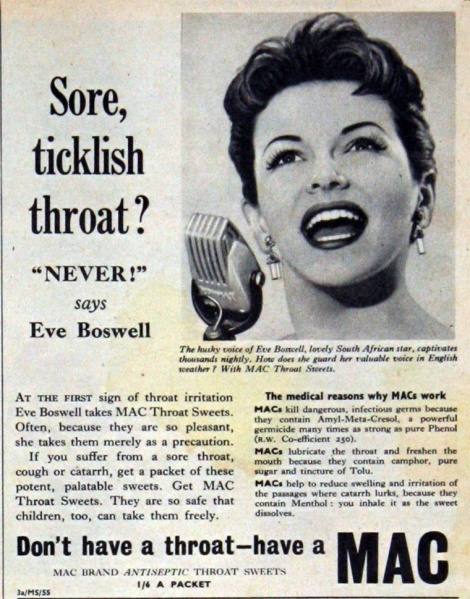 Sore,
ticklish
throat?
“NEVER!”
says
Eve Boswell
The husky voice of Eve Boswell, lovely South African star, captivates
thousands nightly. How does she guard her valuable voice in English
weather? With MAC Throat Sweets.
AT THE FIRST sign of throat irritation
Eve Boswell takes MAC Throat Sweets.
Often, because they are so pleasant,
she takes them merely as a precaution.
If you suffer from a sore throat,
cough or catarrh, get a packet of these
potent, palatable sweets. Get MAC
Throat Sweets. They are so safe that
children, too, can take them freely.
The medical reasons why MACs work
MACs kill dangerous, infectious germs because
they contain Amyl-Meta-Cresol, a powerful
germicide many times as strong as pure Phenol
(R.W. Co-efficient 250).
MACs lubricate the throat and freshen the
mouth because they contain camphor, pure
sugar and tincture of Tolu.
MACs help to reduce swelling and irritation of
the passages where catarrh lurks, because they
contain Menthol: you inhale it as the sweet
dissolves.
Don't have a throat—have a MAC
MAC BRAND ANTISEPTIC THROAT SWEETS
1/6 A PACKET
3a/MS/55